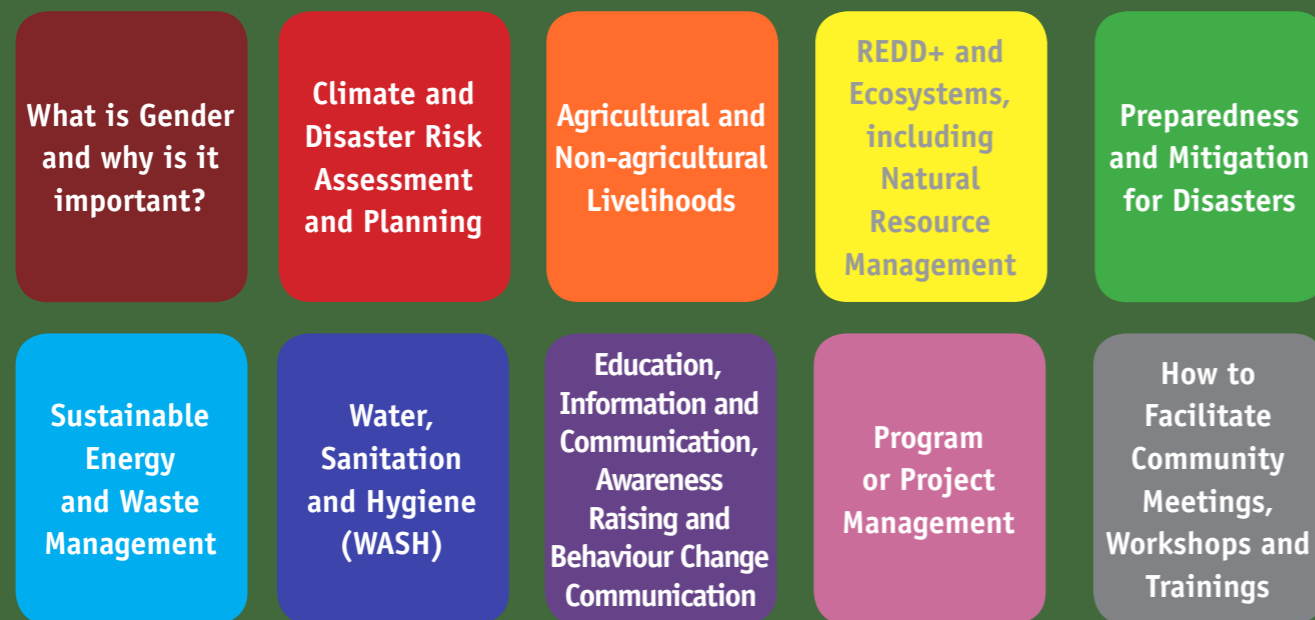 What is Gender
and why is it
important?
Climate and
Disaster Risk
Assessment
and Planning
Agricultural and
Non-agricultural
Livelihoods
REDD+ and
Ecosystems,
including
Natural
Resource
Management
Preparedness
and Mitigation
for Disasters
Sustainable
Energy
and Waste
Management
Water,
Sanitation
and Hygiene
(WASH)
Education,
Information and
Communication,
Awareness
Raising and
Behaviour Change
Communication
Program
or Project
Management
How to
Facilitate
Community
Meetings,
Workshops and
Trainings